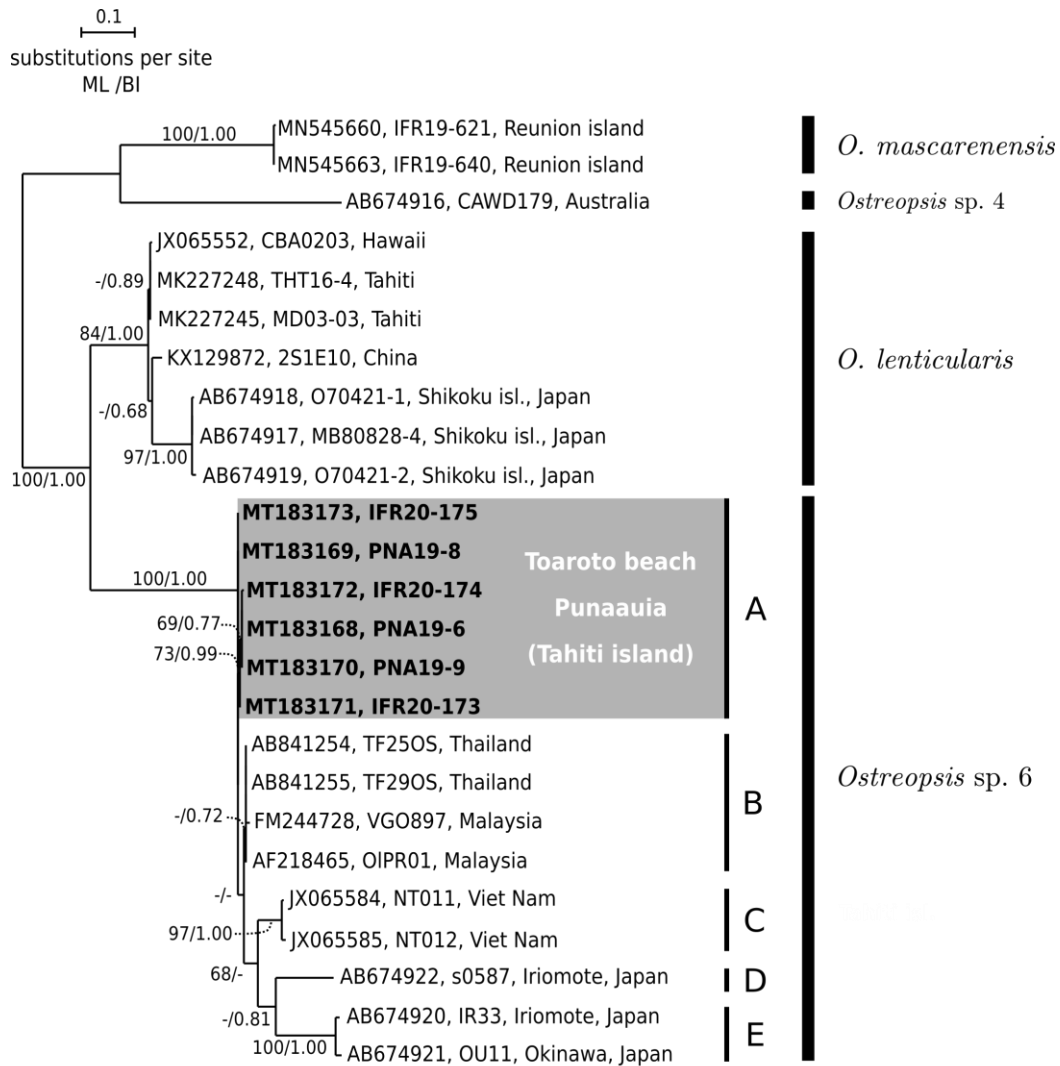 0.1
substitutions per site
ML /BI
100/1.00
MN545660, IFR19-621, Reunion island
MN545663, IFR19-640, Reunion island
O. mascarenensis
AB674916, CAWD179, Australia
Ostreopsis sp. 4
JX065552, CBA0203, Hawaii
-/0.89
MK227248, THT16-4, Tahiti
MK227245, MD03-03, Tahiti
84/1.00
KX129872, 2S1E10, China
O. lenticularis
AB674918, O70421-1, Shikoku isl., Japan
-/0.68
AB674917, MB80828-4, Shikoku isl., Japan
97/1.00
AB674919, O70421-2, Shikoku isl., Japan
100/1.00
MT183173, IFR20-175
MT183169, PNA19-8
Toaroto beach
100/1.00
MT183172, IFR20-174
Punaauia
A
69/0.77
MT183168, PNA19-6
(Tahiti island)
73/0.99
MT183170, PNA19-9
MT183171, IFR20-173
AB841254, TF25OS, Thailand
AB841255, TF29OS, Thailand
Ostreopsis sp. 6
B
-/0.72
FM244728, VGO897, Malaysia
AF218465, OlPR01, Malaysia
-/-
JX065584, NT011, Viet Nam
C
97/1.00
JX065585, NT012, Viet Nam
68/-
AB674922, s0587, Iriomote, Japan
D
-/0.81
AB674920, IR33, Iriomote, Japan
E
100/1.00
AB674921, OU11, Okinawa, Japan